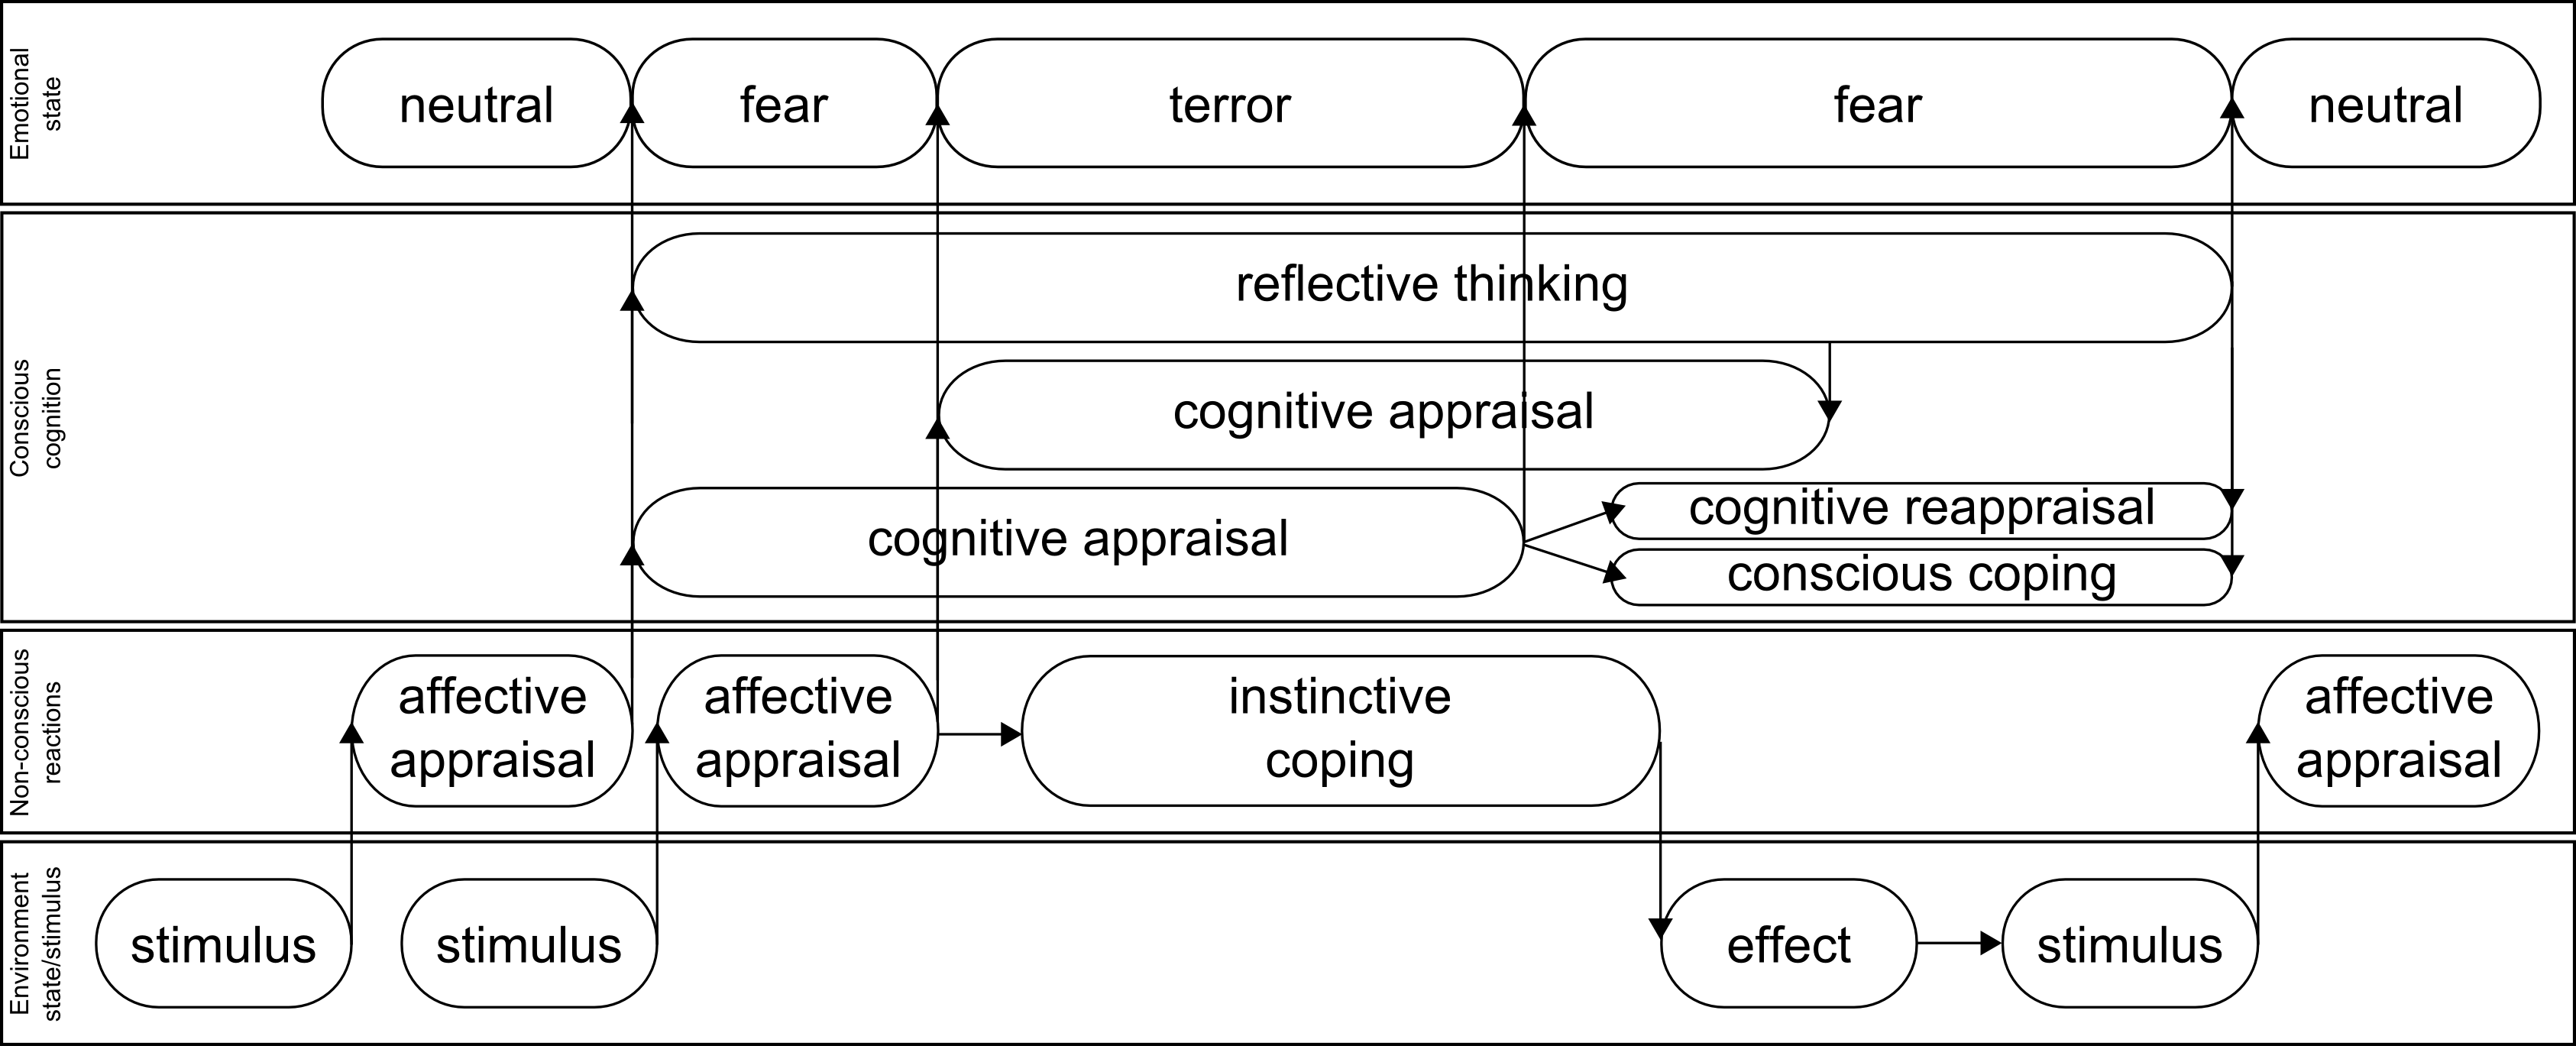 Emotional
state
neutral
fear
terror
fear
neutral
Conscious
cognition
reflective thinking
cognitive appraisal
cognitive appraisal
cognitive reappraisal
conscious coping
Non-conscious
reactions
affective
appraisal
affective
appraisal
instinctive
coping
affective
appraisal
Environment
state/stimulus
stimulus
stimulus
effect
stimulus